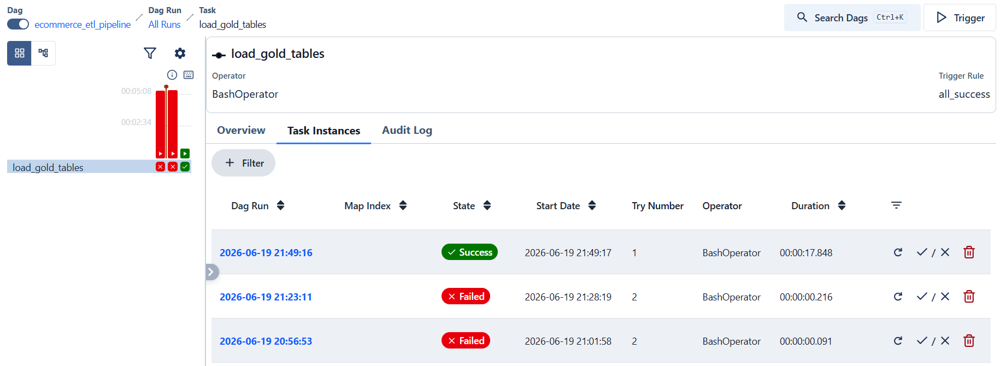 Dag
ecommerce_etl_pipeline
Dag Run
All Runs
Task
load_gold_tables
Search Dags Ctrl+K
Trigger
00:05:08
00:02:34
load_gold_tables
load_gold_tables
Operator
BashOperator
Trigger Rule
all_success
Overview Task Instances Audit Log
Filter
Dag Run Map Index State Start Date Try Number Operator Duration
2026-06-19 21:49:16 Success 2026-06-19 21:49:17 1 BashOperator 00:00:17.848 /
2026-06-19 21:23:11 Failed 2026-06-19 21:28:19 2 BashOperator 00:00:00.216 /
2026-06-19 20:56:53 Failed 2026-06-19 21:01:58 2 BashOperator 00:00:00.091 /